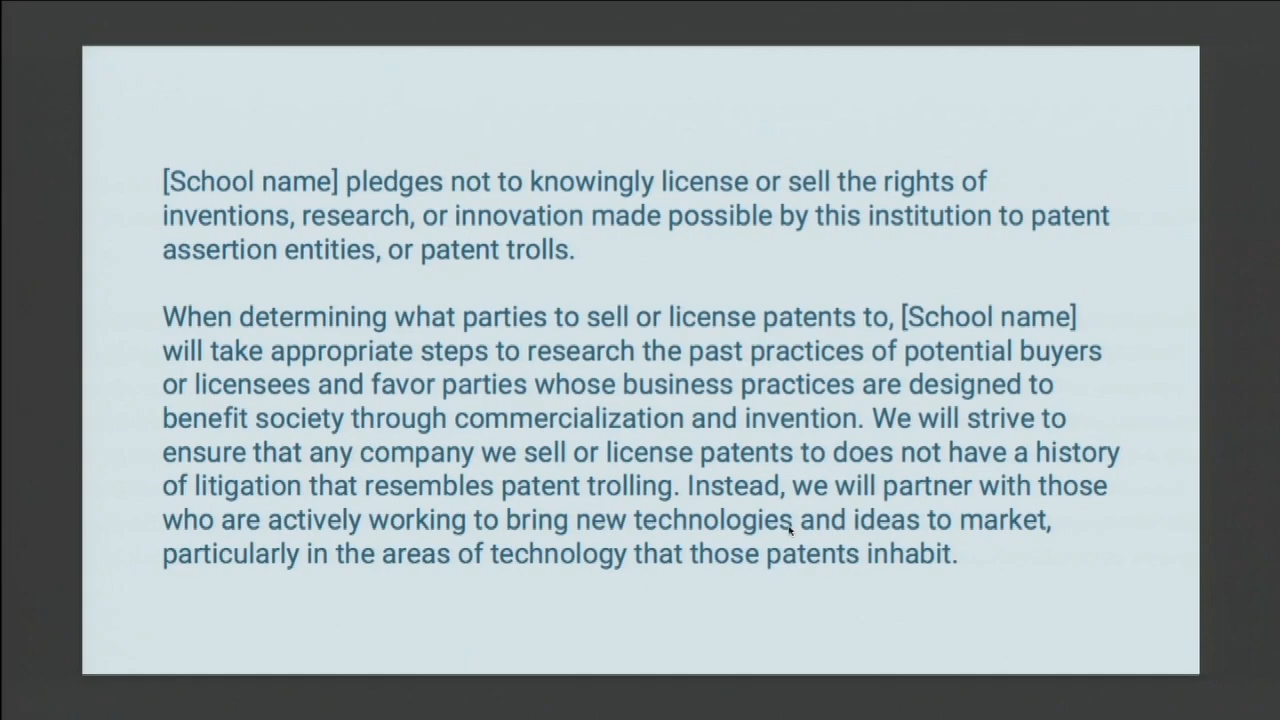 [School name] pledges not to knowingly license or sell the rights of
inventions, research, or innovation made possible by this institution to patent
assertion entities, or patent trolls.
When determining what parties to sell or license patents to, [School name]
will take appropriate steps to research the past practices of potential buyers
or licensees and favor parties whose business practices are designed to
benefit society through commercialization and invention. We will strive to
ensure that any company we sell or license patents to does not have a history
of litigation that resembles patent trolling. Instead, we will partner with those
who are actively working to bring new technologies and ideas to market,
particularly in the areas of technology that those patents inhabit.